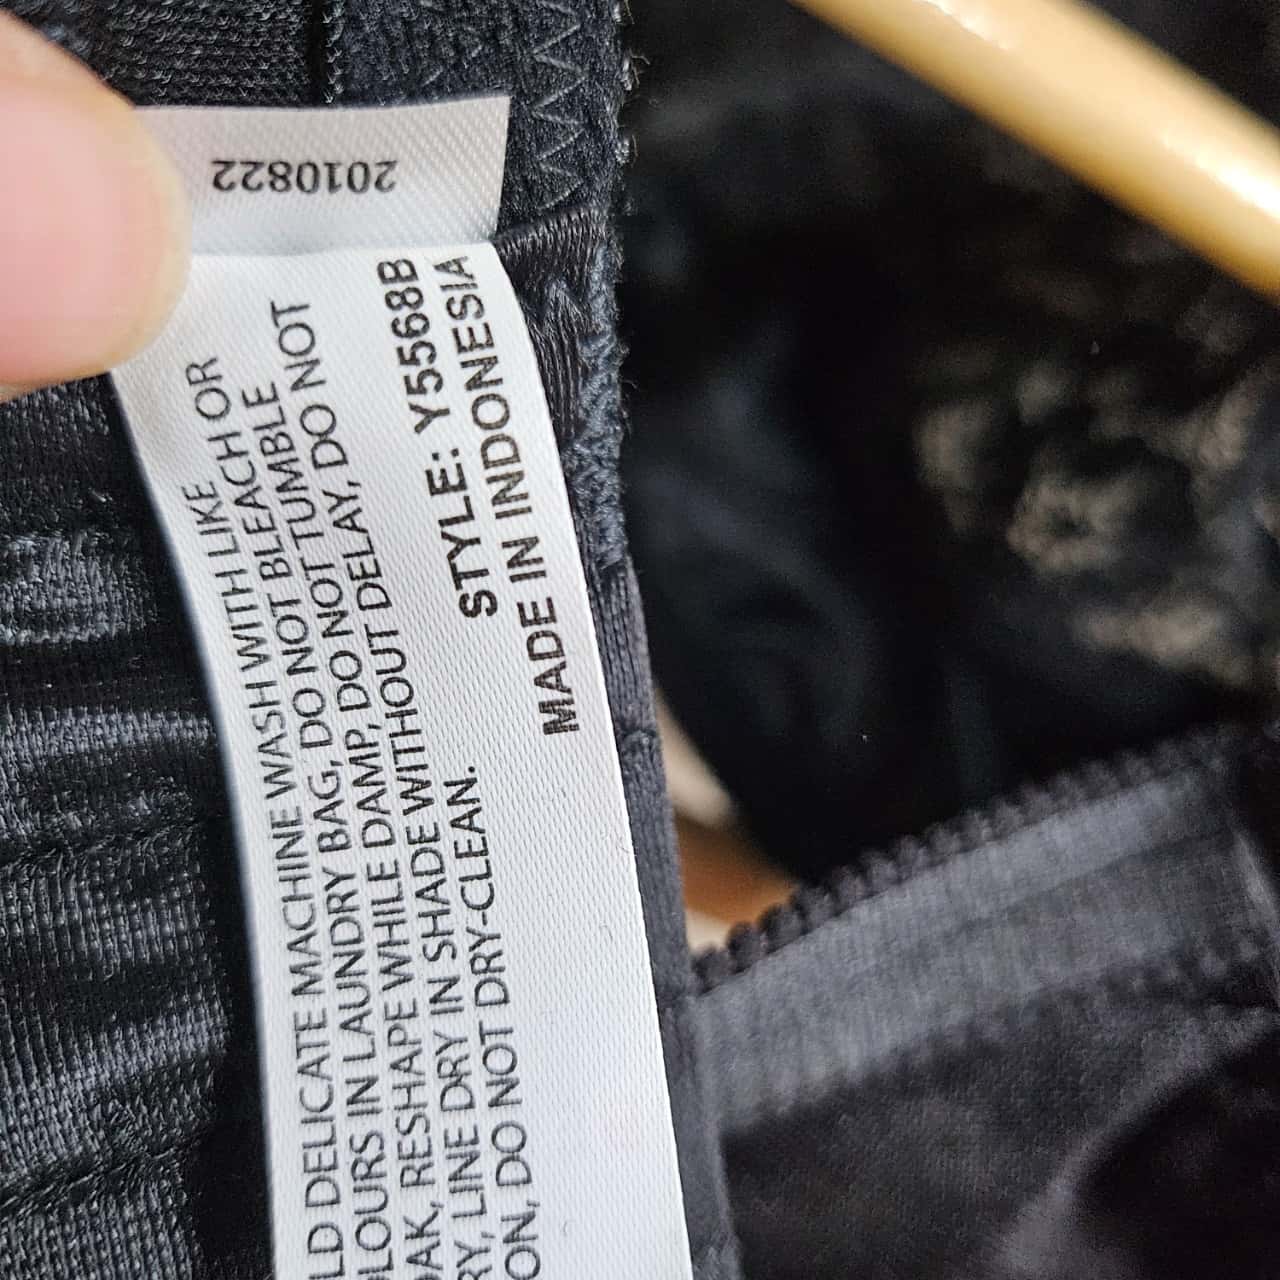 2010822
LD DELICATE MACHINE WASH WITH LIKE
LOURS IN LAUNDRY BAG, DO NOT BLEACH OR
AK, RESHAPE WHILE DAMP, DO NOT TUMBLE
RY, LINE DRY IN SHADE WITHOUT DELAY, DO NOT
ON, DO NOT DRY-CLEAN.
STYLE: Y5568B
MADE IN INDONESIA